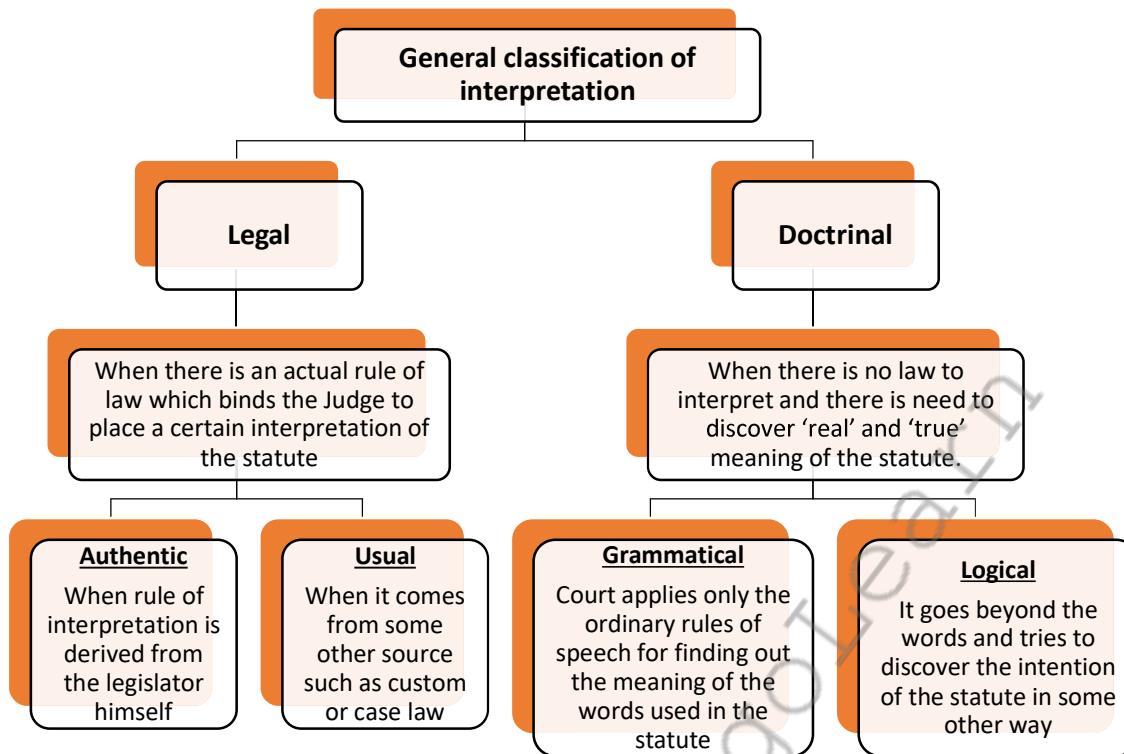 General classification of
interpretation
Legal
Doctrinal
When there is an actual rule of
law which binds the Judge to
place a certain interpretation of
the statute
When there is no law to
interpret and there is need to
discover ‘real’ and ‘true’
meaning of the statute.
Authentic
When rule of
interpretation is
derived from
the legislator
himself
Usual
When it comes
from some
other source
such as custom
or case law
Grammatical
Court applies only the
ordinary rules of
speech for finding out
the meaning of the
words used in the
statute
Logical
It goes beyond the
words and tries to
discover the intention
of the statute in some
other way
goLearn